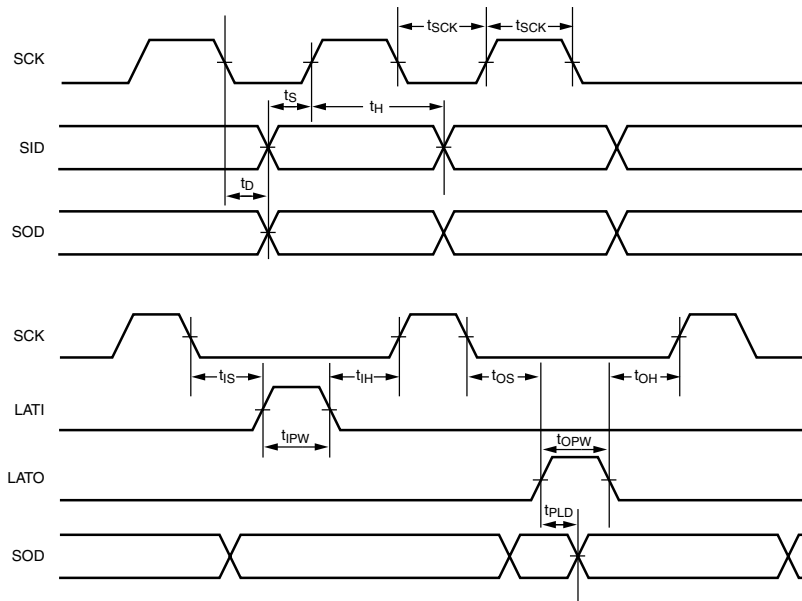 SCK
tSCK
tSCK
tS
tH
SID
tD
SOD
SCK
tIS
tIH
tOS
tOH
LATI
tIPW
tOPW
LATO
tPLD
SOD